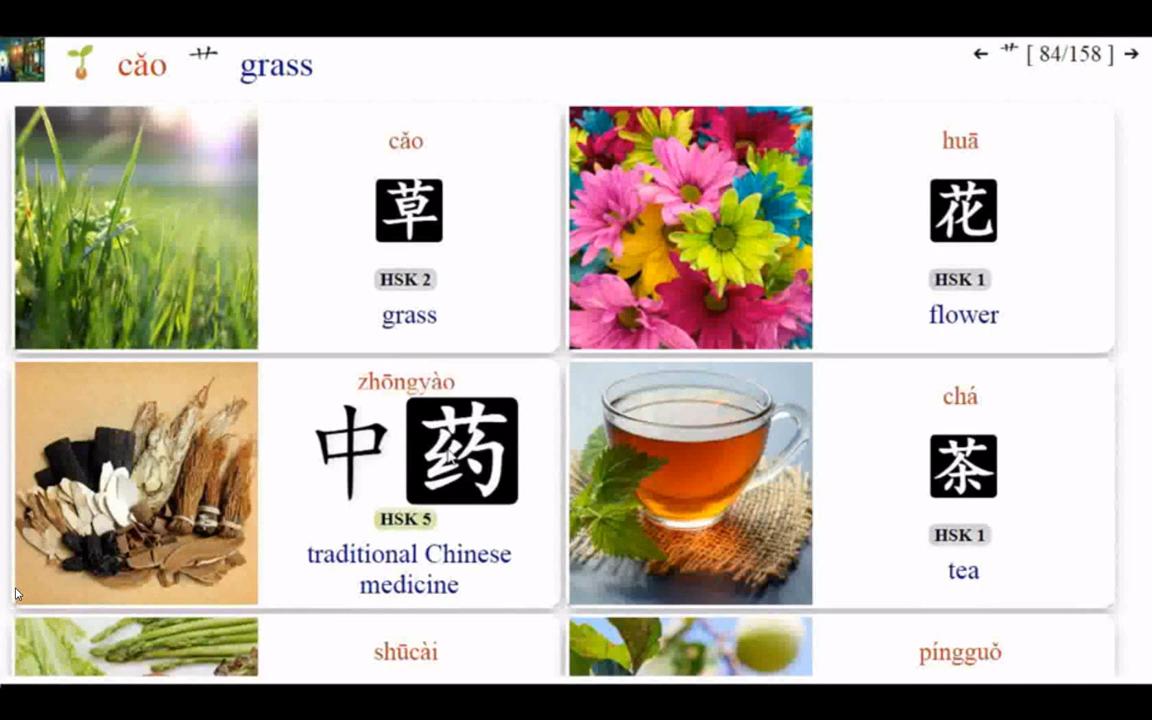 cǎo 艹 grass
← 艹 [ 84/158 ] →
cǎo
草
HSK 2
grass
huā
花
HSK 1
flower
zhōngyào
中药
HSK 5
traditional Chinese
medicine
chá
茶
HSK 1
tea
shūcài
píngguǒ